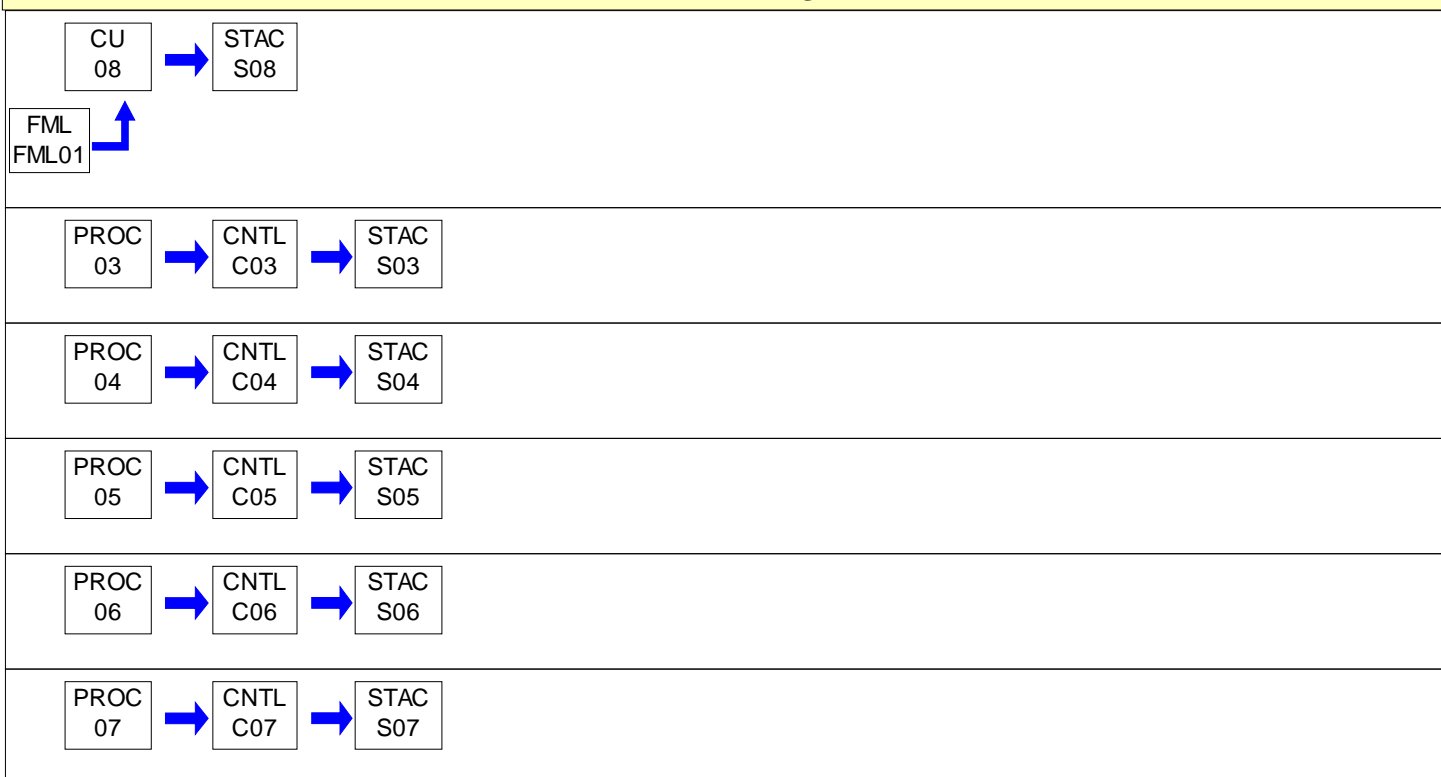 CU
08
STAC
S08
FML
FML01
PROC
03
CNTL
C03
STAC
S03
PROC
04
CNTL
C04
STAC
S04
PROC
05
CNTL
C05
STAC
S05
PROC
06
CNTL
C06
STAC
S06
PROC
07
CNTL
C07
STAC
S07